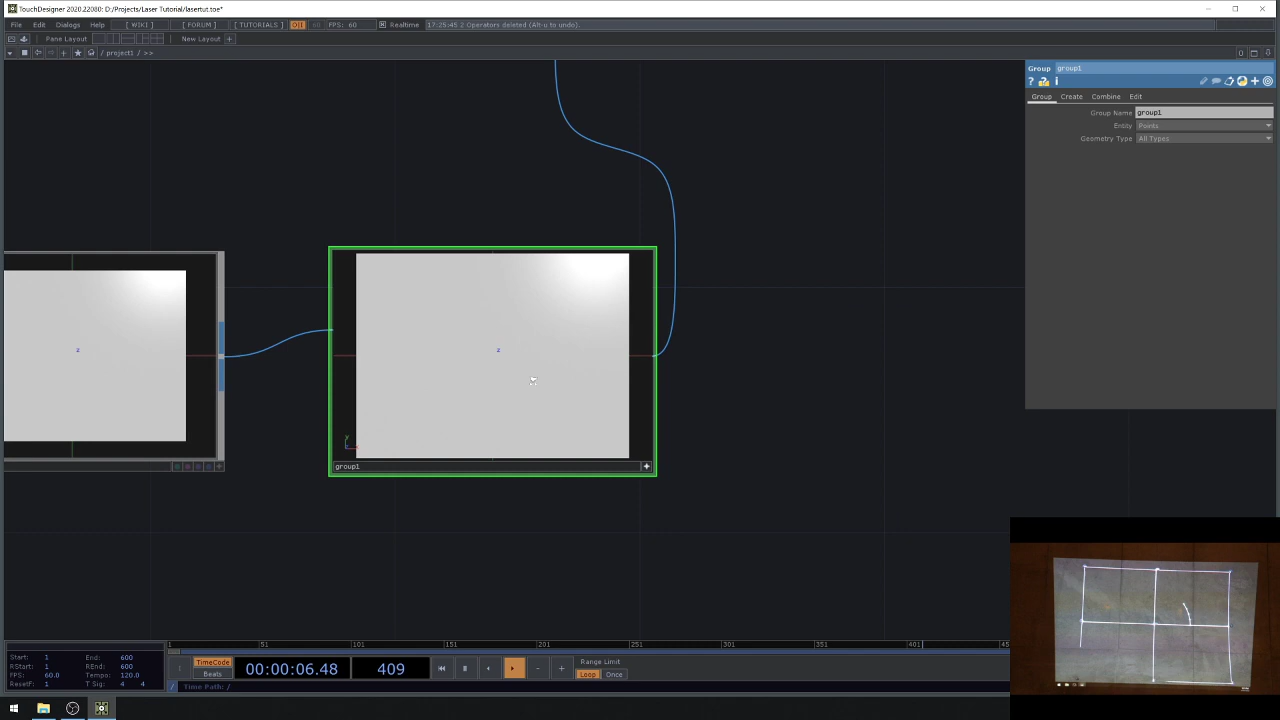 TouchDesigner 2020.22080: D:/Projects/Laser Tutorial/lasertut.toe*
File Edit Dialogs Help [ WIKI ] [ FORUM ] [ TUTORIALS ] FPS: 60 Realtime 17:25:45 2 Operators deleted (Alt-u to undo).
Pane Layout New Layout +
/ project1 / >>
Group group1
Group Create Combine Edit
Group Name group1
Entity Points
Geometry Type All Types
z
z
y
group1
1 51 101 151 201 251 301 351 401
Start: 1 End: 600
RStart: 1 REnd: 600
FPS: 60.0 Tempo: 120.0
ResetF: 1 T Sig: 4 4
TimeCode
Beats
00:00:06.48
409
Range Limit
Loop Once
/ Time Path: /